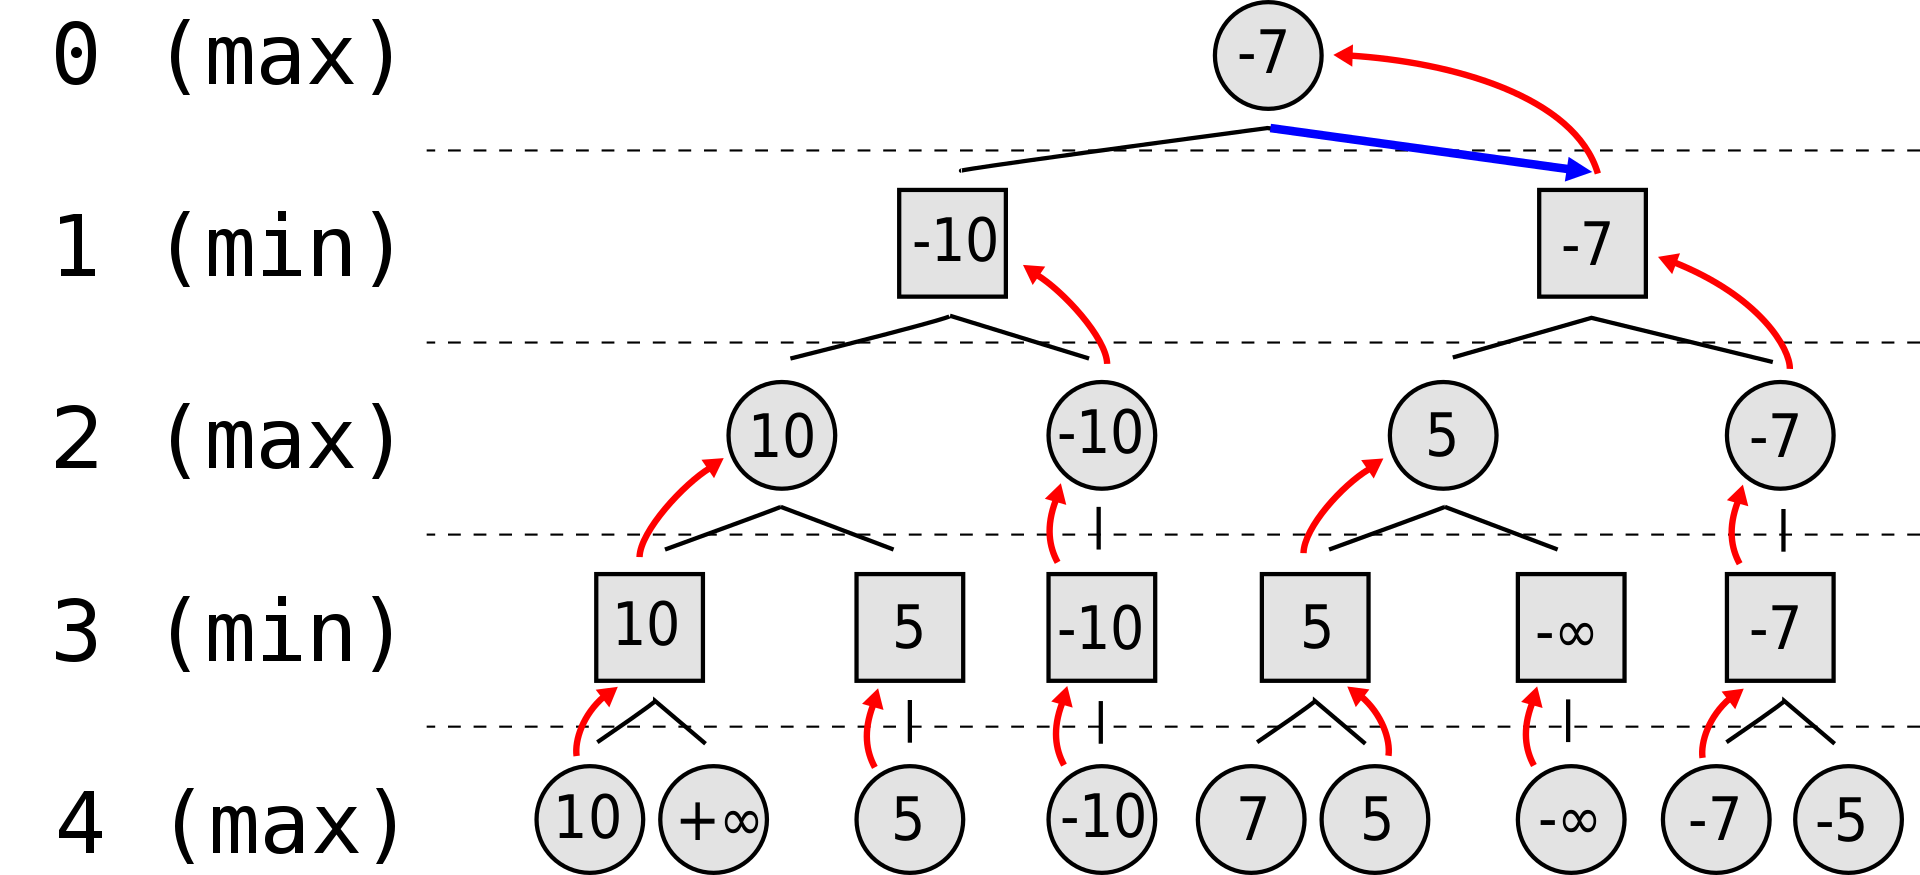 0 (max) -7
1 (min) -10 -7
2 (max) 10 -10 5 -7
3 (min) 10 5 -10 5 -∞ -7
4 (max) 10 +∞ 5 -10 7 5 -∞ -7 -5